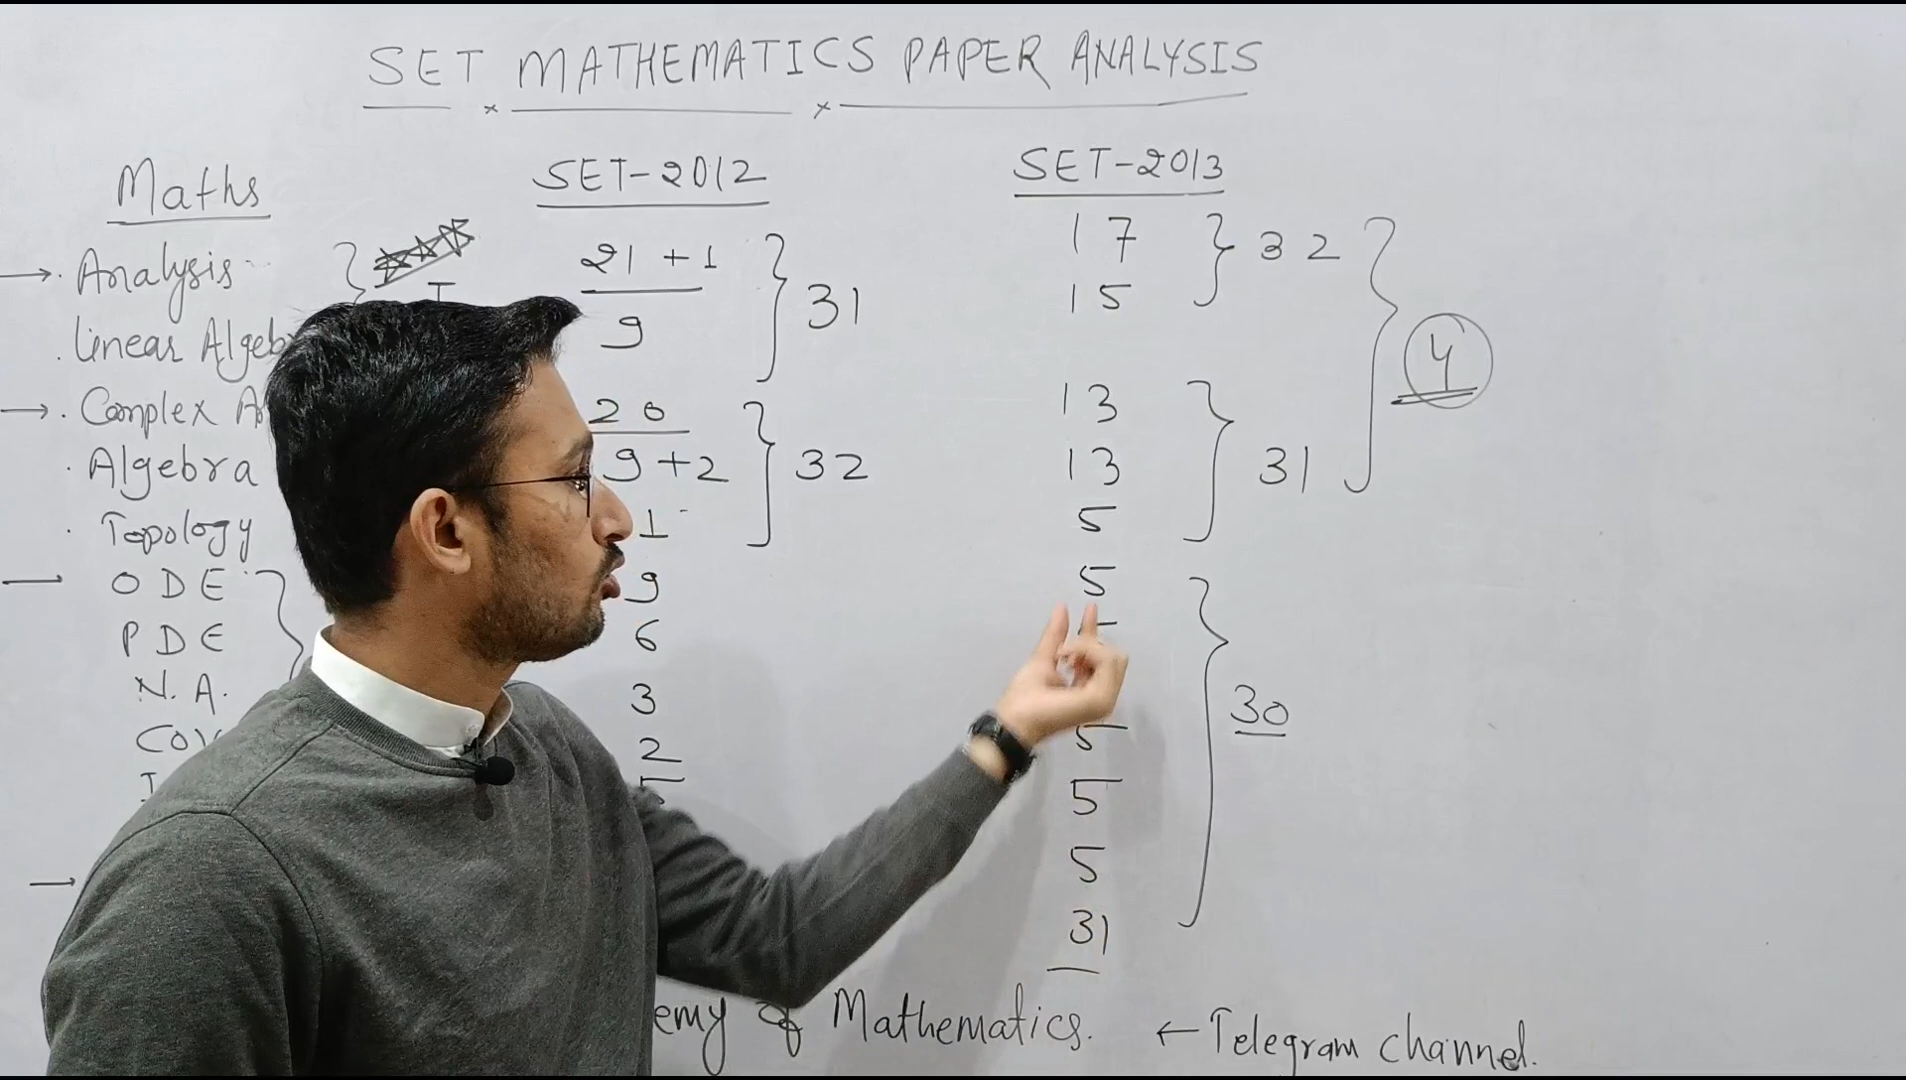 SET MATHEMATICS PAPER ANALYSIS
Maths SET-2012 SET-2013
Analysis 21 + 1 17 32
Linear 9 31 15 4
Complex 20 13
Algebra 9 + 2 32 13 31
Topology 1 5
ODE 9 5
PDE 6
N.A. 3 30
2 5
5
5
31
of Mathematics. ← Telegram channel.